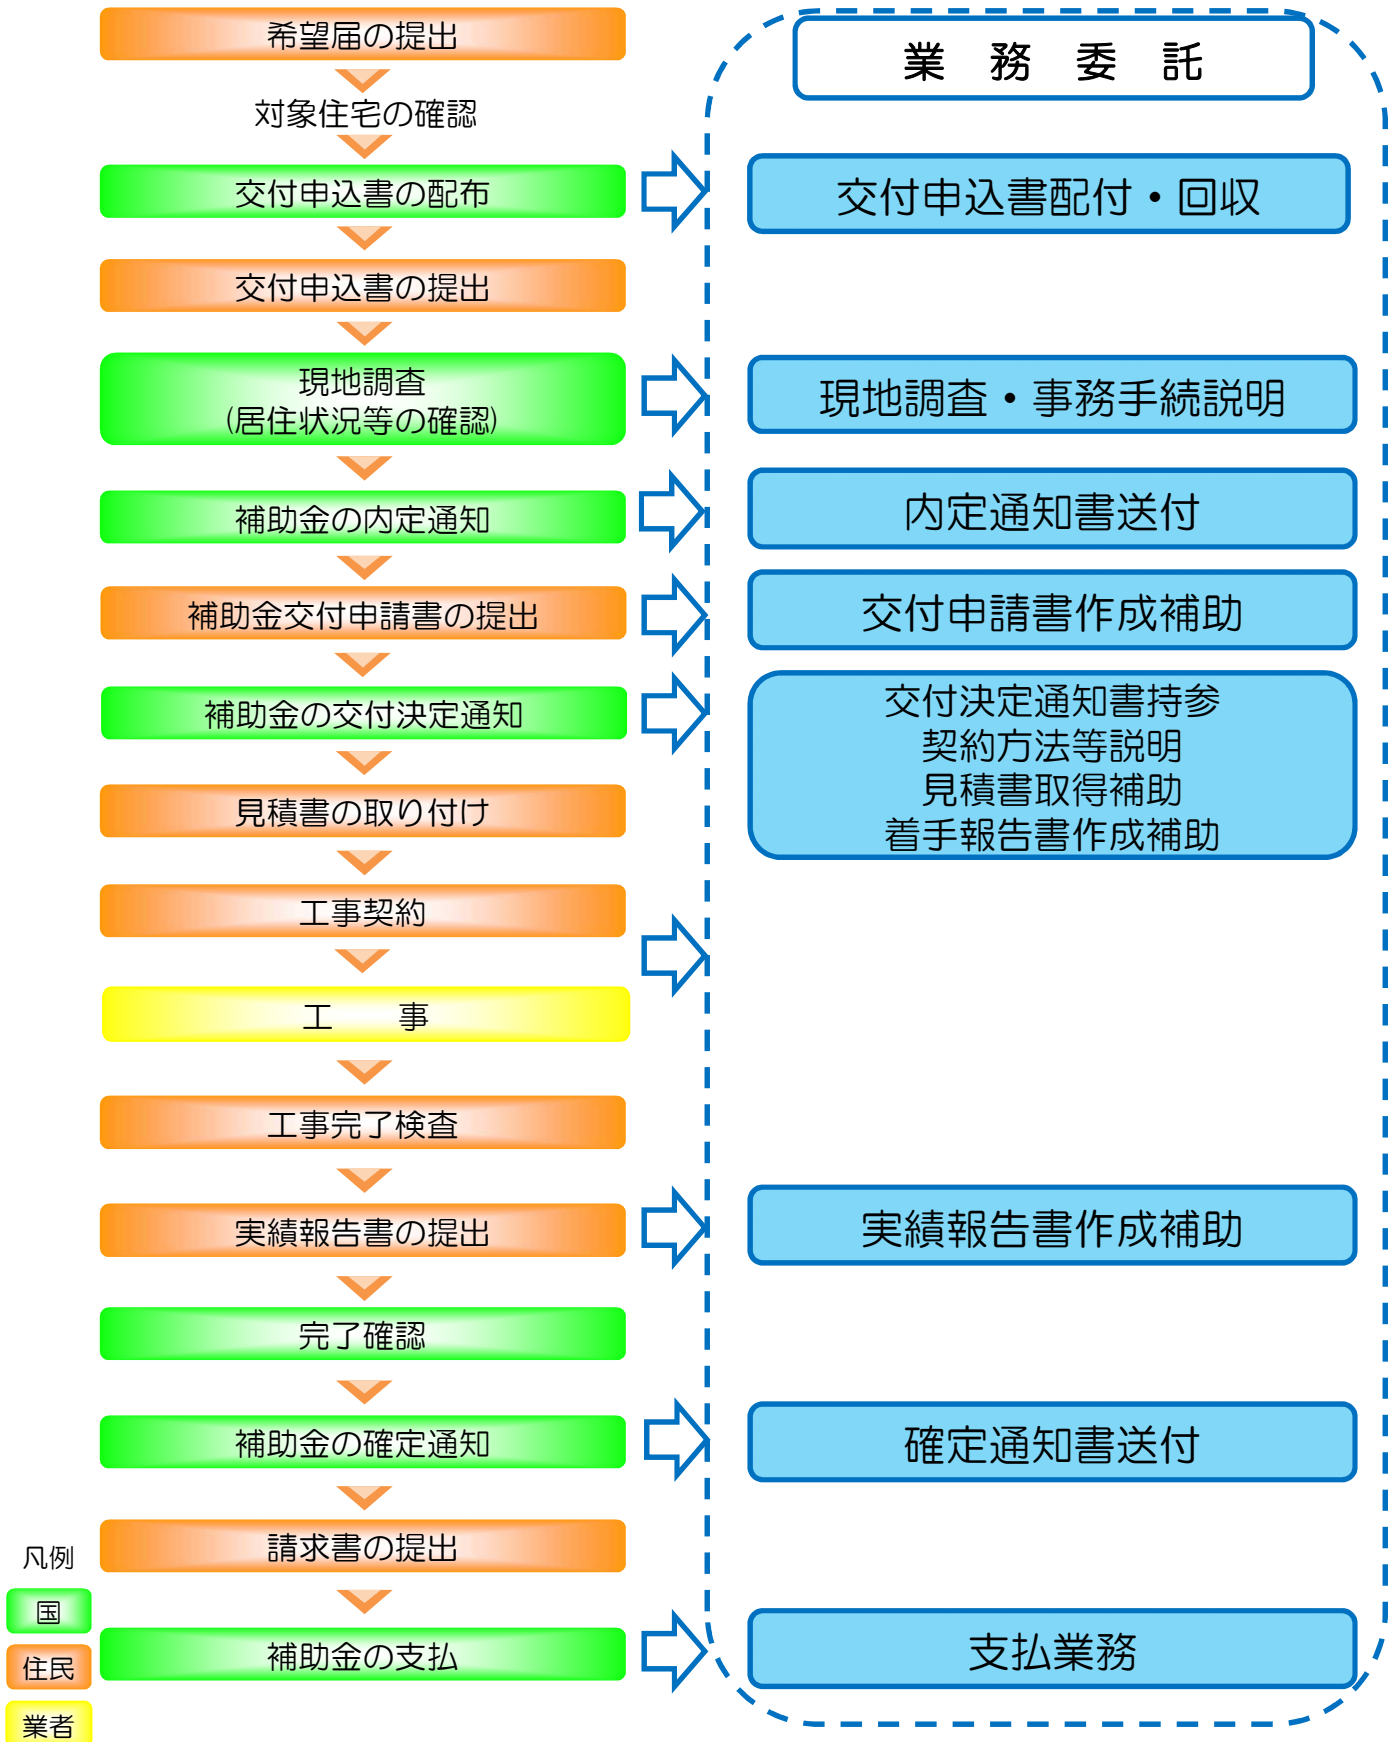 希望届の提出
対象住宅の確認
交付申込書の配布
交付申込書の提出
現地調査
(居住状況等の確認)
補助金の内定通知
補助金交付申請書の提出
補助金の交付決定通知
見積書の取り付け
工事契約
工　　事
工事完了検査
実績報告書の提出
完了確認
補助金の確定通知
請求書の提出
補助金の支払
凡例
国
住民
業者
業　務　委　託
交付申込書配付・回収
現地調査・事務手続説明
内定通知書送付
交付申請書作成補助
交付決定通知書持参
契約方法等説明
見積書取得補助
着手報告書作成補助
実績報告書作成補助
確定通知書送付
支払業務